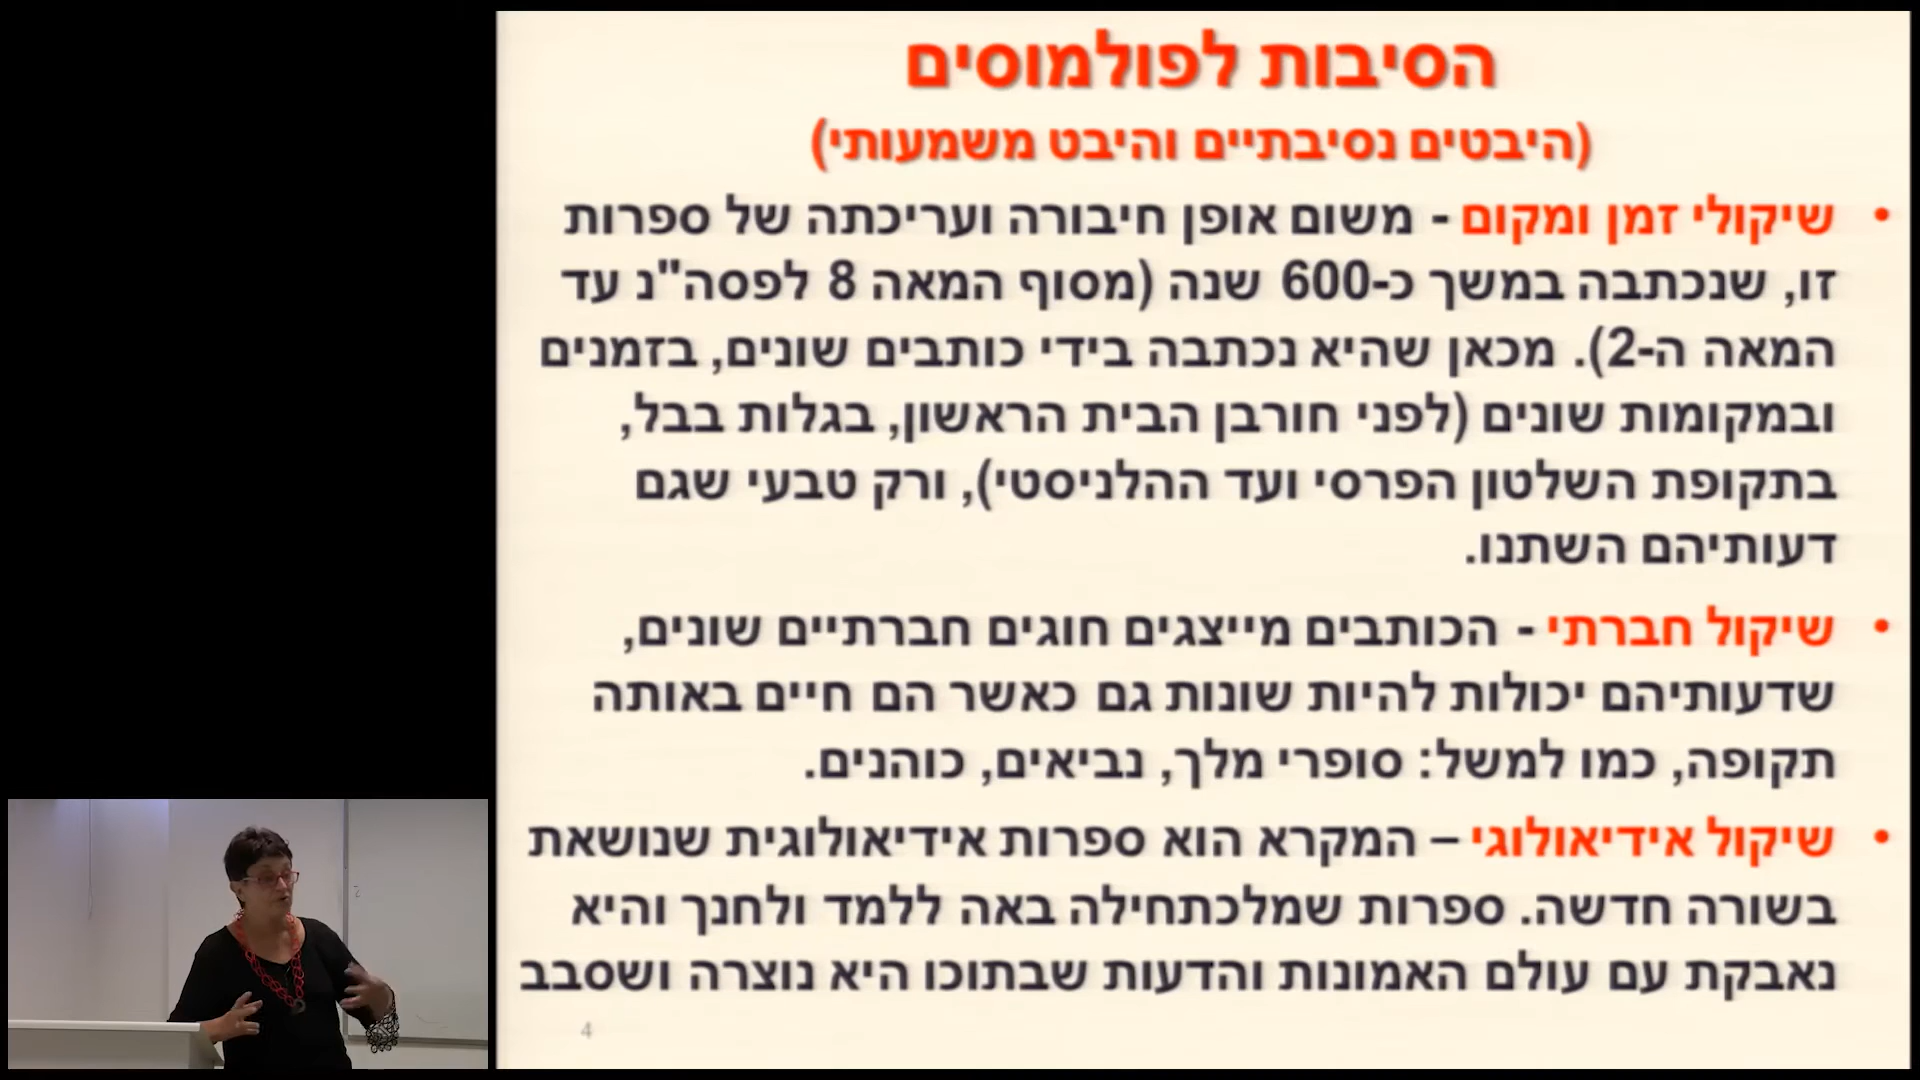 הסיבות לפולמוסים
(היבטים נסיבתיים והיבט משמעותי)
• שיקולי זמן ומקום - משום אופן חיבורה ועריכתה של ספרות
זו, שנכתבה במשך כ-600 שנה (מסוף המאה 8 לפסה"נ עד
המאה ה-2). מכאן שהיא נכתבה בידי כותבים שונים, בזמנים
ובמקומות שונים (לפני חורבן הבית הראשון, בגלות בבל,
בתקופת השלטון הפרסי ועד ההלניסטי), ורק טבעי שגם
דעותיהם השתנו.
• שיקול חברתי - הכותבים מייצגים חוגים חברתיים שונים,
שדעותיהם יכולות להיות שונות גם כאשר הם חיים באותה
תקופה, כמו למשל: סופרי מלך, נביאים, כוהנים.
• שיקול אידיאולוגי – המקרא הוא ספרות אידיאולוגית שנושאת
בשורה חדשה. ספרות שמלכתחילה באה ללמד ולחנך והיא
נאבקת עם עולם האמונות והדעות שבתוכו היא נוצרה ושסבב
4